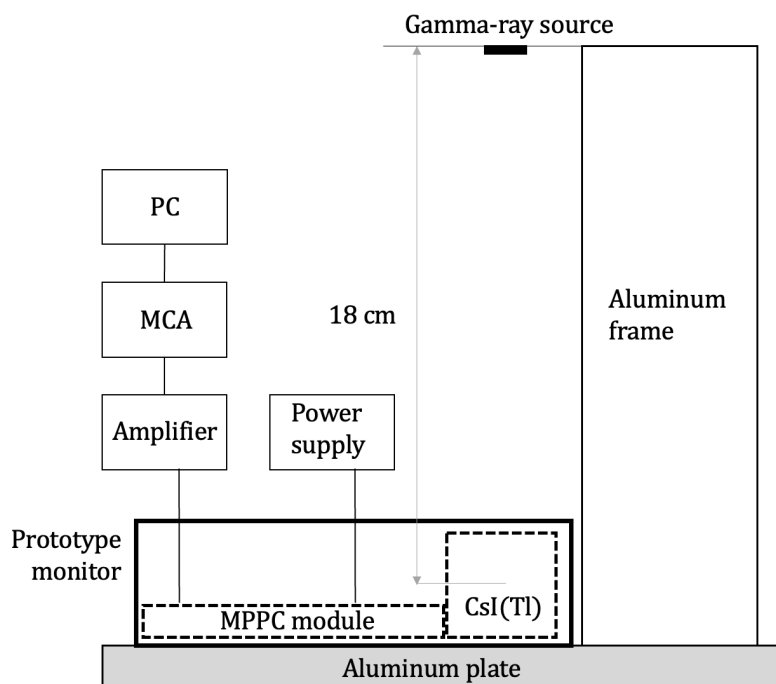 Gamma-ray source
PC
MCA
18 cm
Aluminum
frame
Amplifier
Power
supply
Prototype
monitor
MPPC module
CsI(Tl)
Aluminum plate